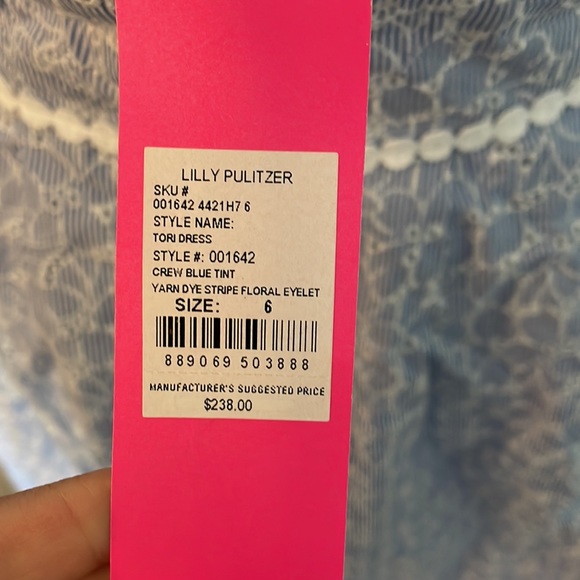 LILLY PULITZER
SKU #
001642 4421H7 6
STYLE NAME:
TORI DRESS
STYLE #: 001642
CREW BLUE TINT
YARN DYE STRIPE FLORAL EYELET
SIZE: 6
889069 503888
MANUFACTURER'S SUGGESTED PRICE
$238.00